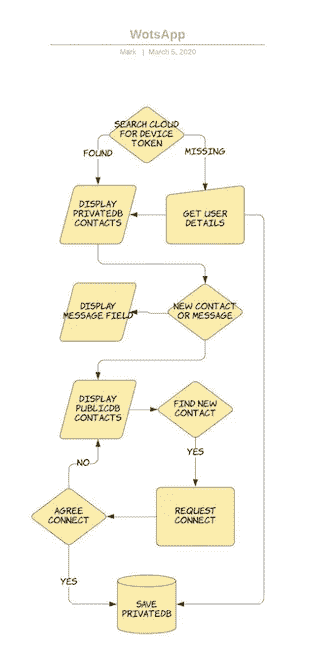 WotsApp
Mark | March 5, 2020
SEARCH CLOUD
FOR DEVICE
TOKEN
FOUND
MISSING
DISPLAY
PRIVATEDB
CONTACTS
GET USER
DETAILS
DISPLAY
MESSAGE FIELD
NEW CONTACT
OR MESSAGE
DISPLAY
PUBLICDB
CONTACTS
FIND NEW
CONTACT
YES
NO
AGREE
CONNECT
REQUEST
CONNECT
YES
SAVE
PRIVATEDB